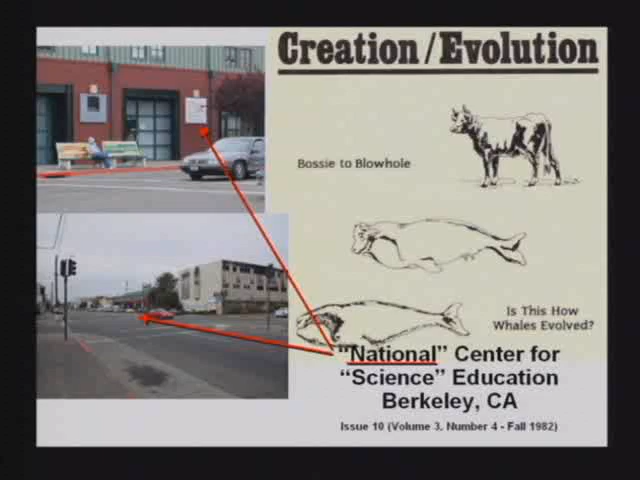 Creation/Evolution
Bossie to Blowhole
Is This How
Whales Evolved?
“National” Center for
“Science” Education
Berkeley, CA
Issue 10 (Volume 3, Number 4 - Fall 1982)